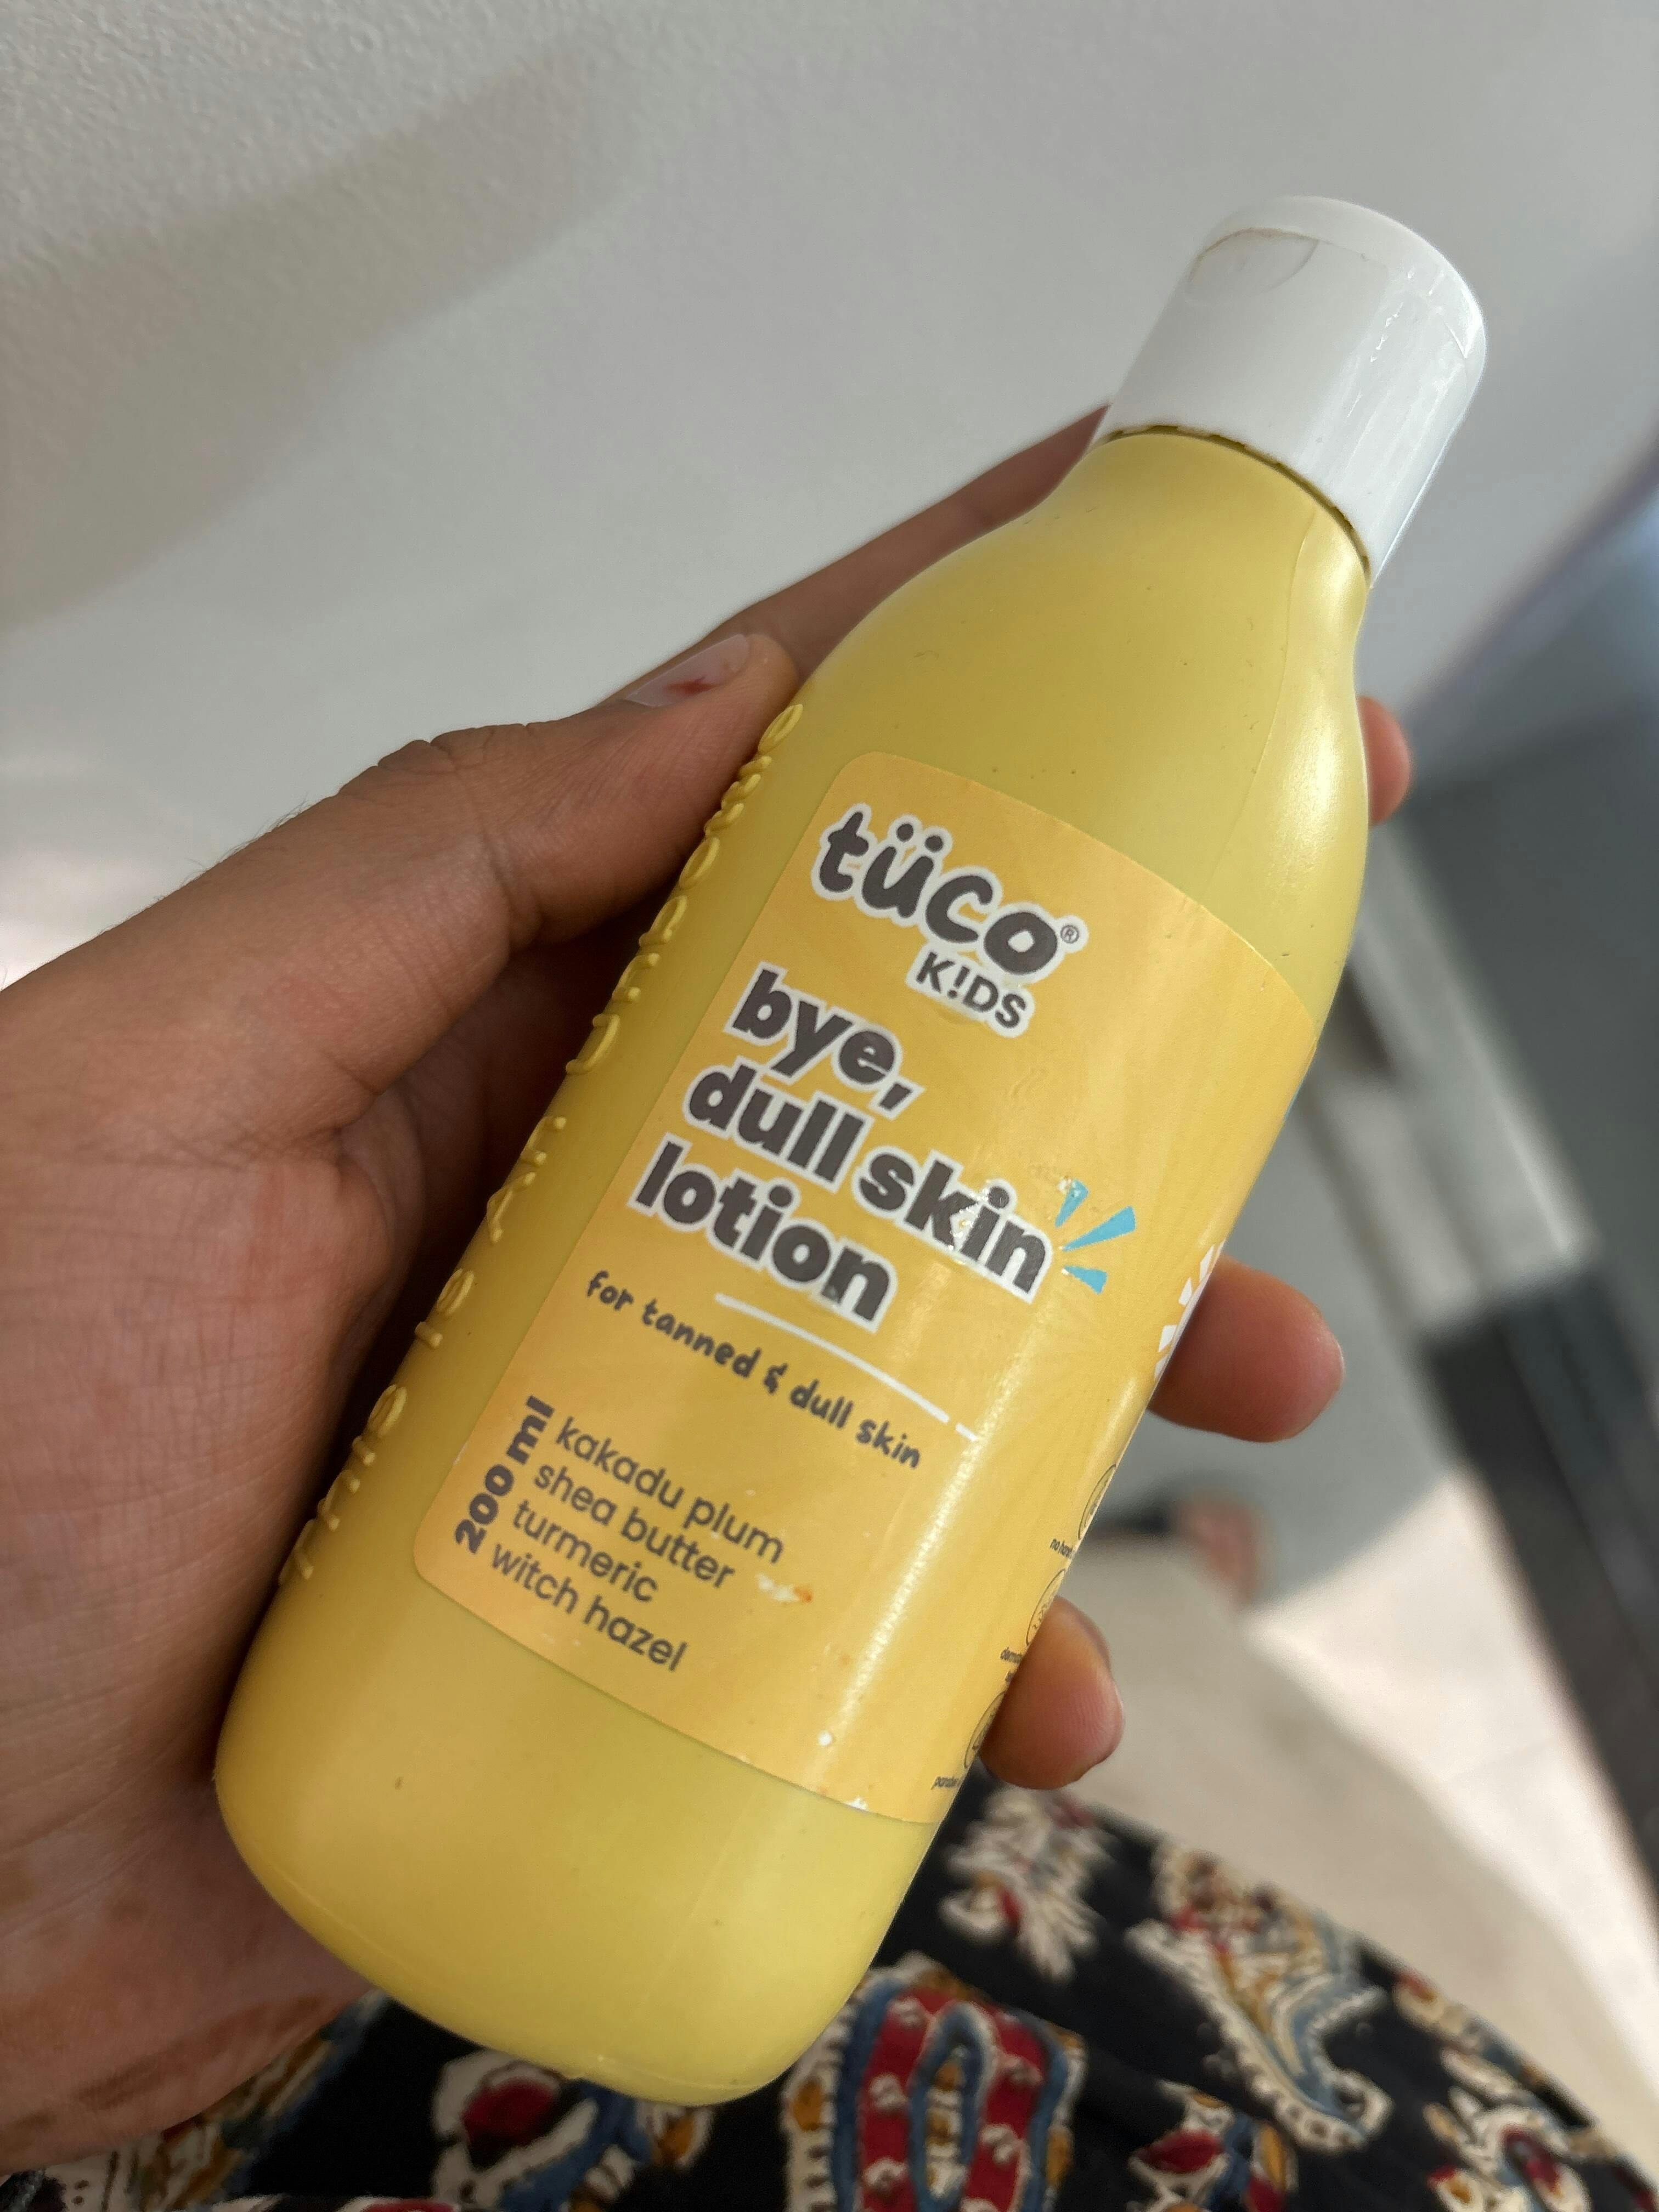 tüco®
K!DS
bye,
dull skin
lotion
for tanned & dull skin
200 ml
kakadu plum
shea butter
turmeric
witch hazel